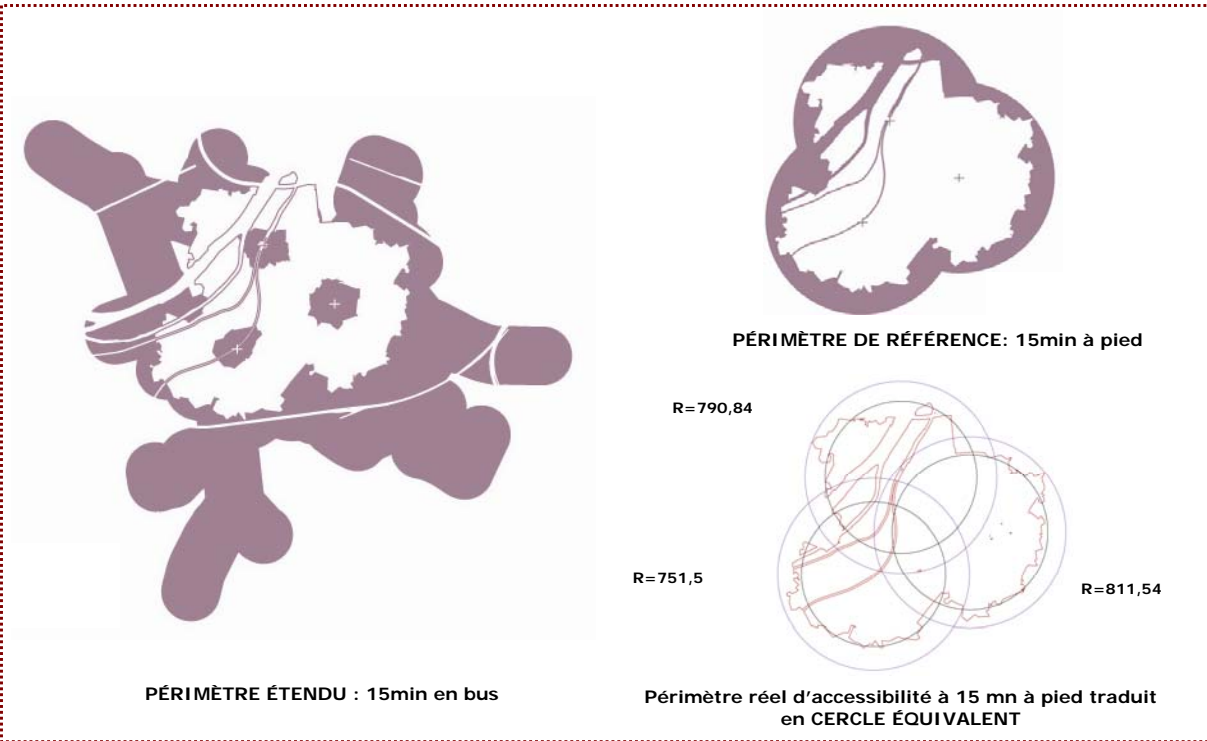 PÉRIMÈTRE DE RÉFÉRENCE: 15min à pied
R=790,84
R=751,5
R=811,54
PÉRIMÈTRE ÉTENDU : 15min en bus
Périmètre réel d'accessibilité à 15 mn à pied traduit
en CERCLE ÉQUIVALENT